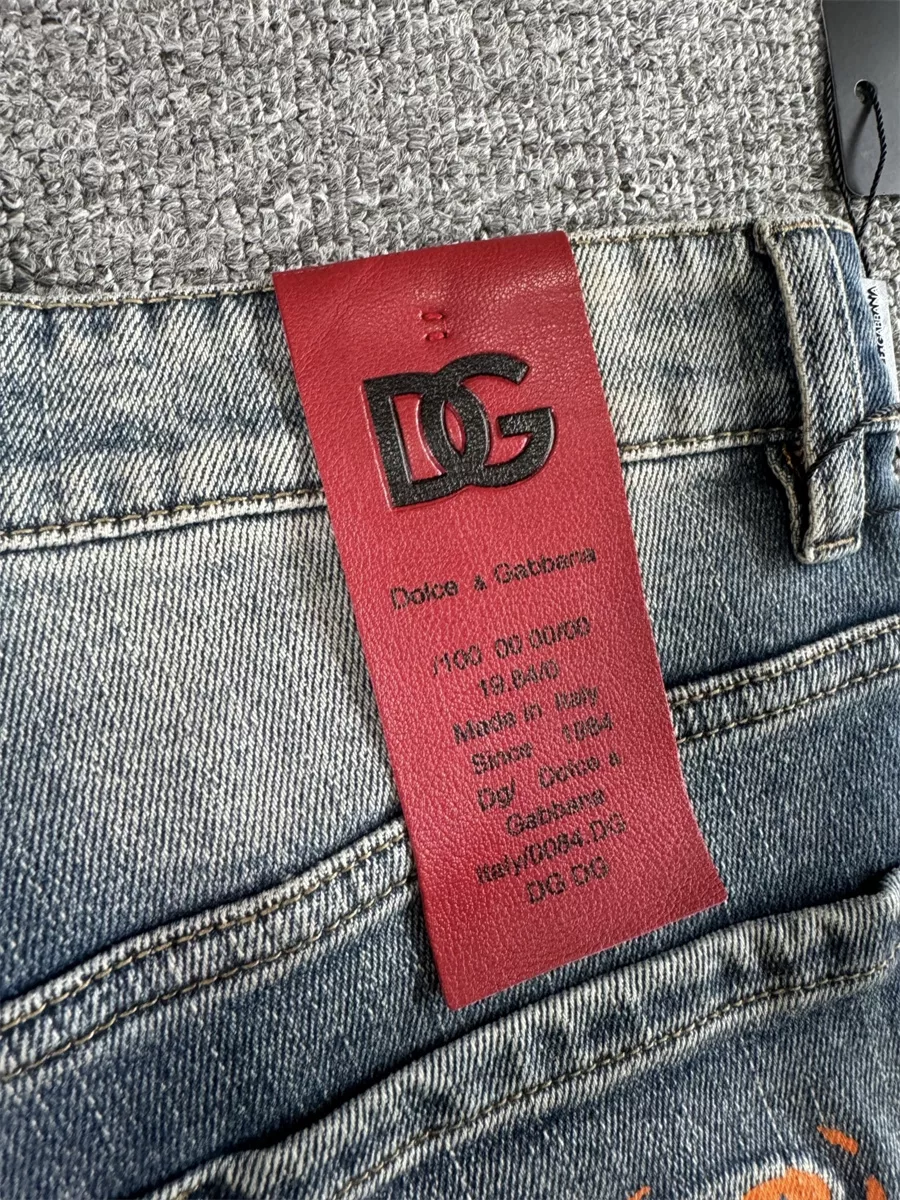 DG
Dolce & Gabbana
/100 00.00/00
19.84/0
Made in Italy
Since 1984
Dg/ Dolce &
Gabbana
Italy/0084.DG
DG DG